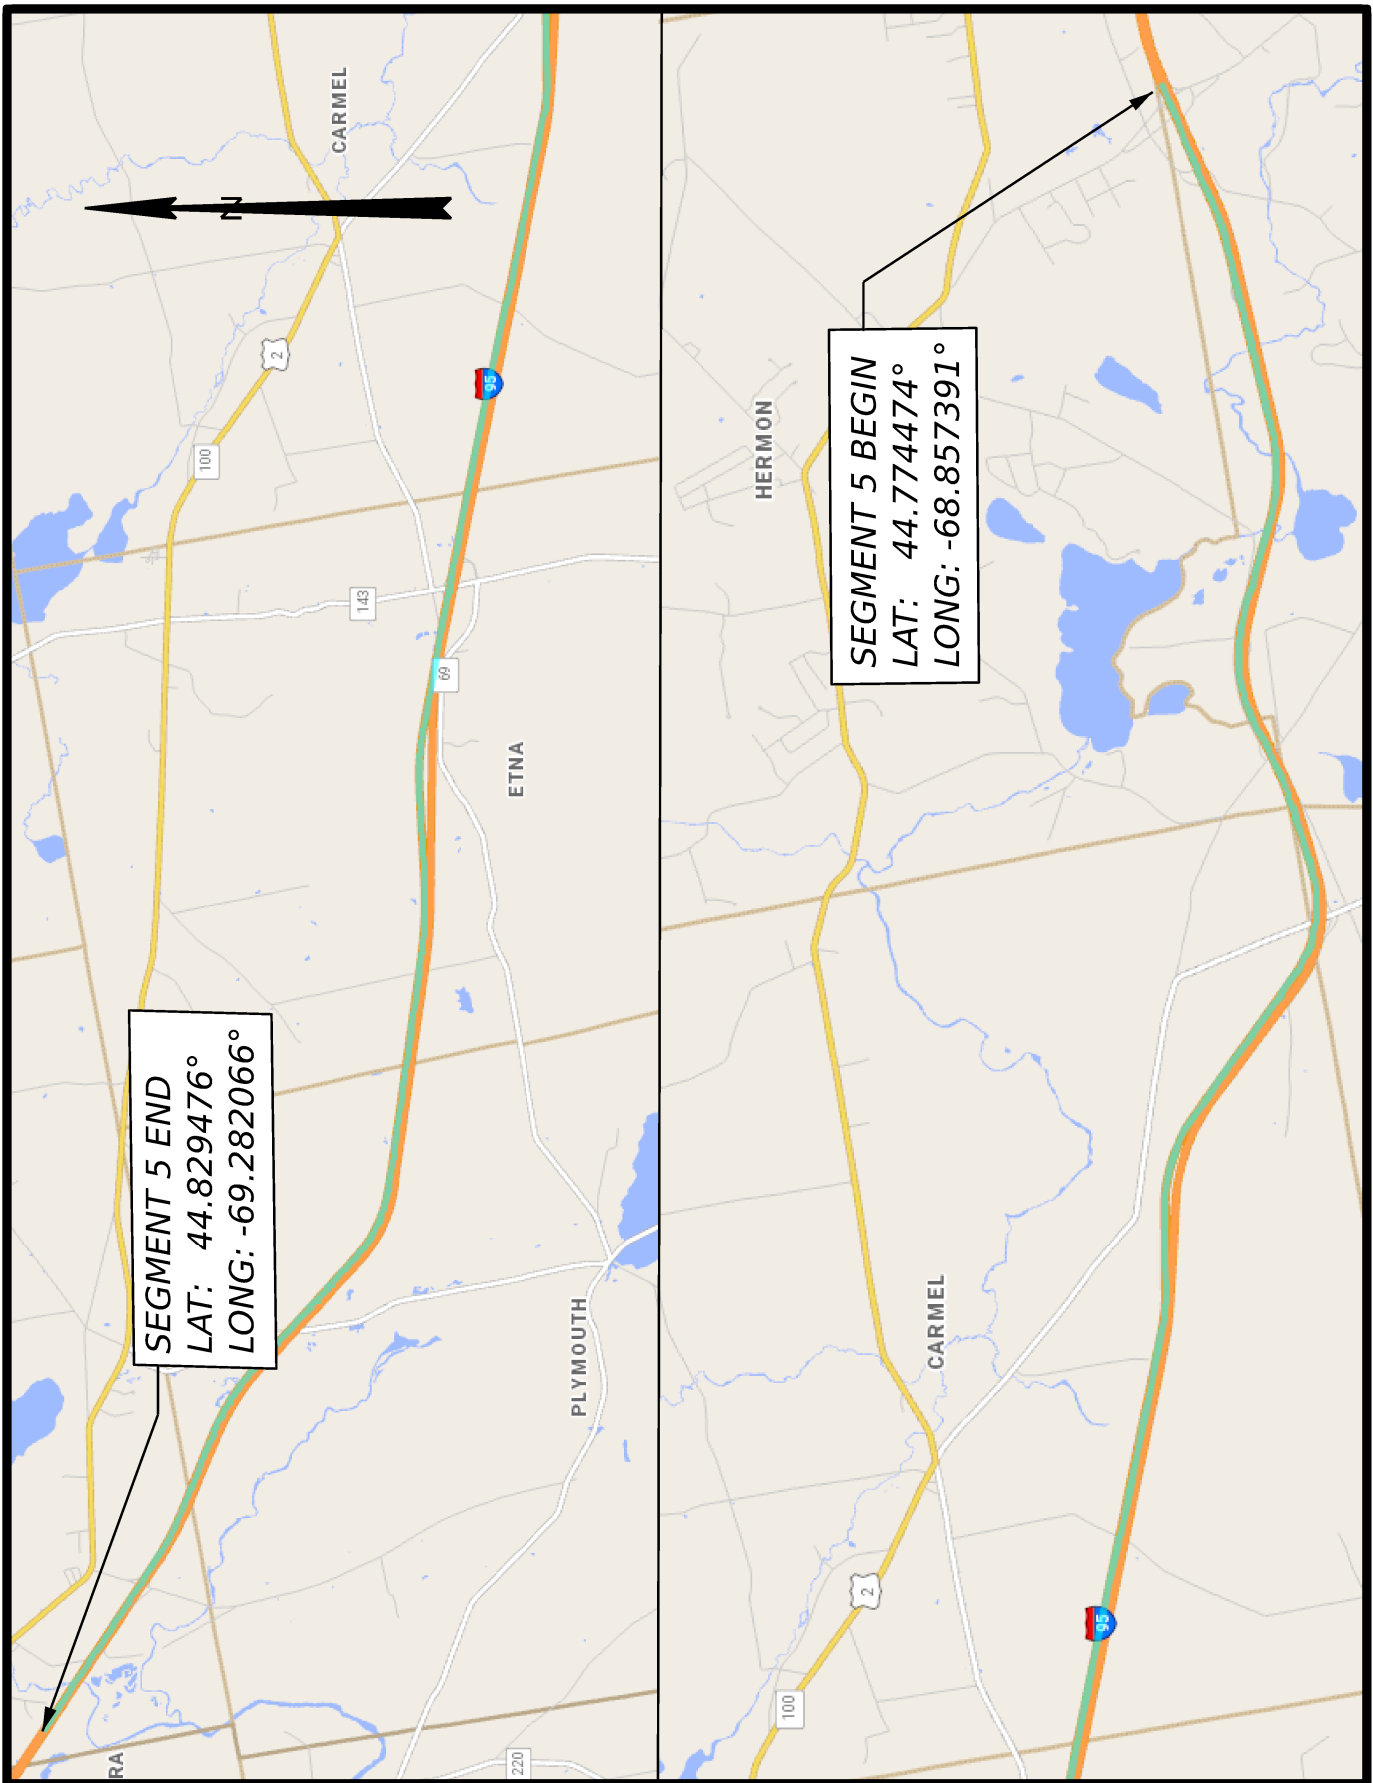 CARMEL
N
2
100
95
143
69
ETNA
SEGMENT 5 END
LAT: 44.829476°
LONG: -69.282066°
PLYMOUTH
RA
220
HERMON
SEGMENT 5 BEGIN
LAT: 44.774474°
LONG: -68.857391°
CARMEL
2
95
100